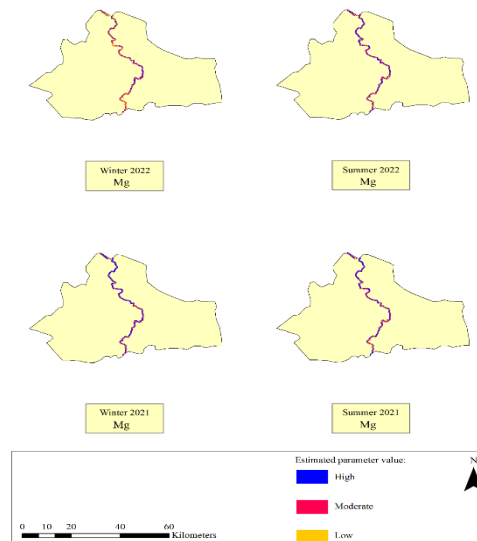 Winter 2022
Mg
Summer 2022
Mg
Winter 2021
Mg
Summer 2021
Mg
Estimated parameter value:
High
Moderate
Low
N
0 10 20 40 60
Kilometers